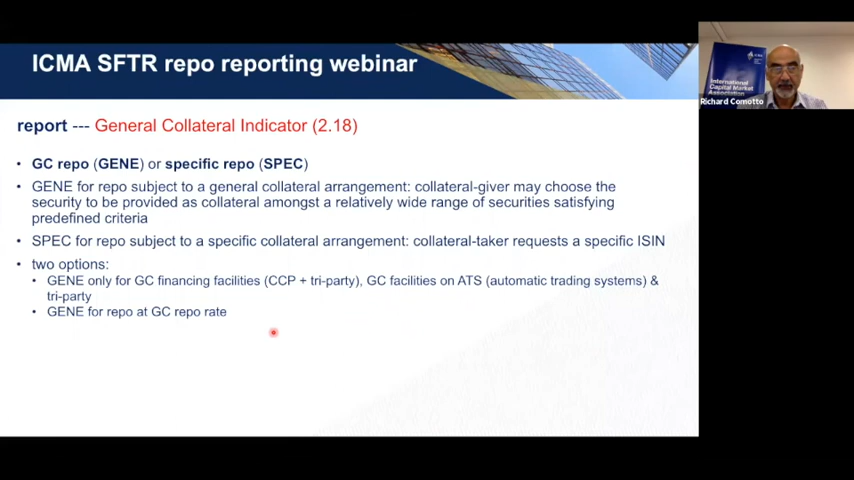 ICMA SFTR repo reporting webinar
report --- General Collateral Indicator (2.18)
• GC repo (GENE) or specific repo (SPEC)
• GENE for repo subject to a general collateral arrangement: collateral-giver may choose the
security to be provided as collateral amongst a relatively wide range of securities satisfying
predefined criteria
• SPEC for repo subject to a specific collateral arrangement: collateral-taker requests a specific ISIN
• two options:
• GENE only for GC financing facilities (CCP + tri-party), GC facilities on ATS (automatic trading systems) &
tri-party
• GENE for repo at GC repo rate
International
Capital Market
Association
Richard Comotto